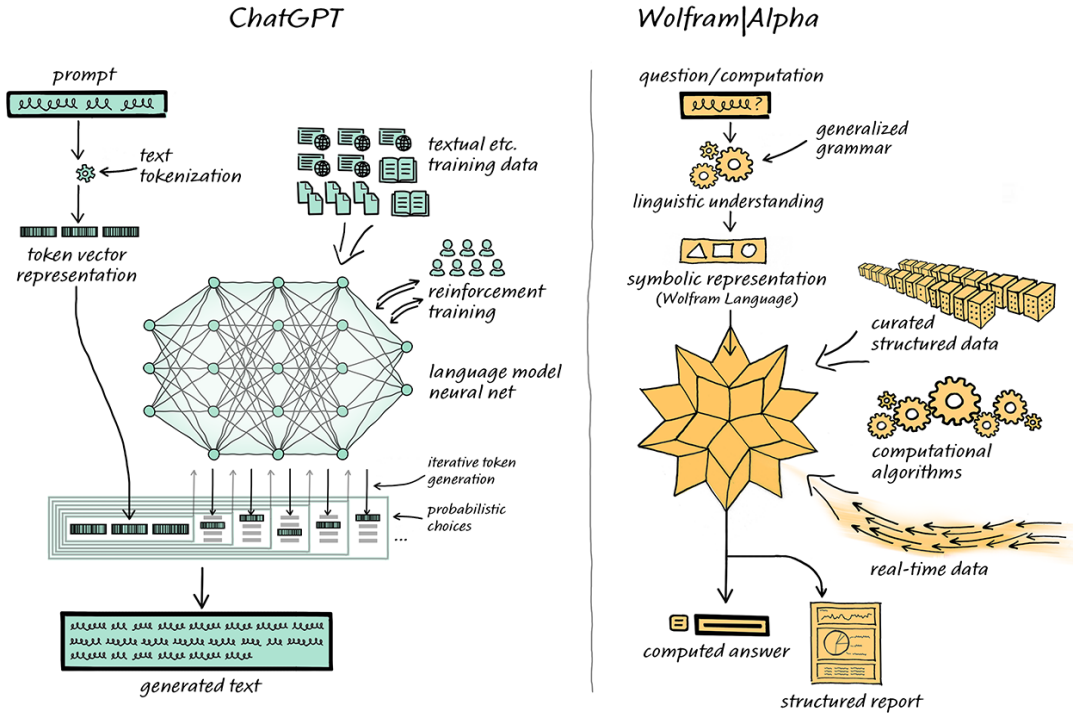 ChatGPT
prompt
text
tokenization
token vector
representation
textual etc.
training data
reinforcement
training
language model
neural net
iterative token
generation
probabilistic
choices
...
generated text
Wolfram|Alpha
question/computation
?
generalized
grammar
linguistic understanding
symbolic representation
(Wolfram Language)
curated
structured data
computational
algorithms
real-time data
computed answer
structured report